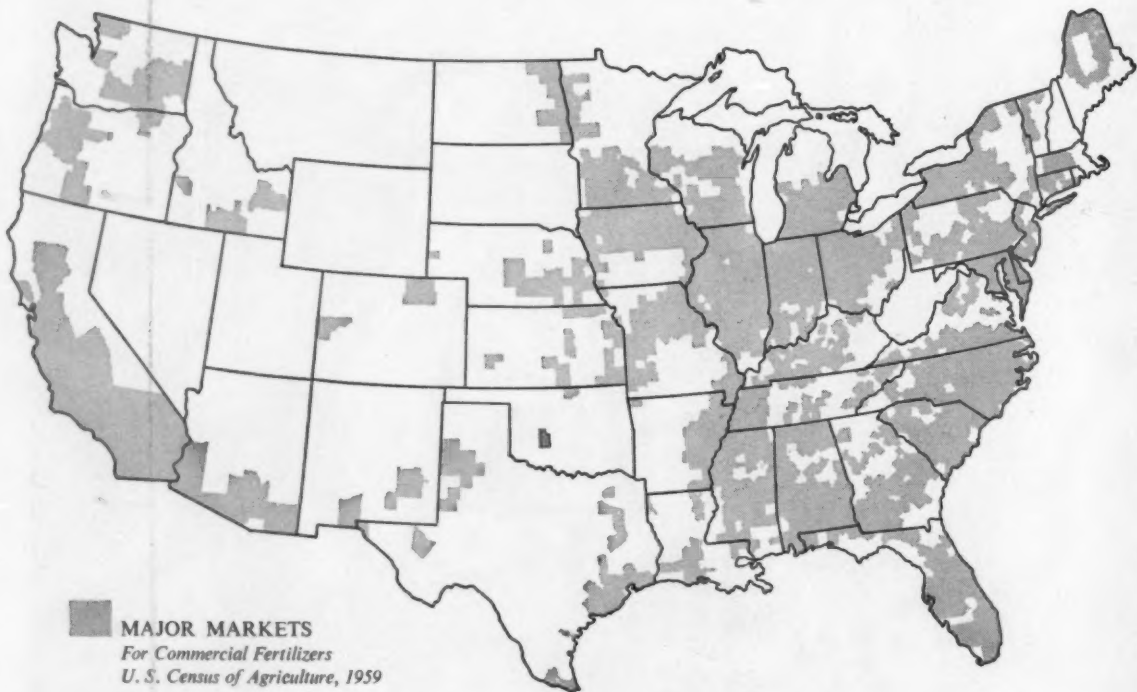 MAJOR MARKETS
For Commercial Fertilizers
U. S. Census of Agriculture, 1959